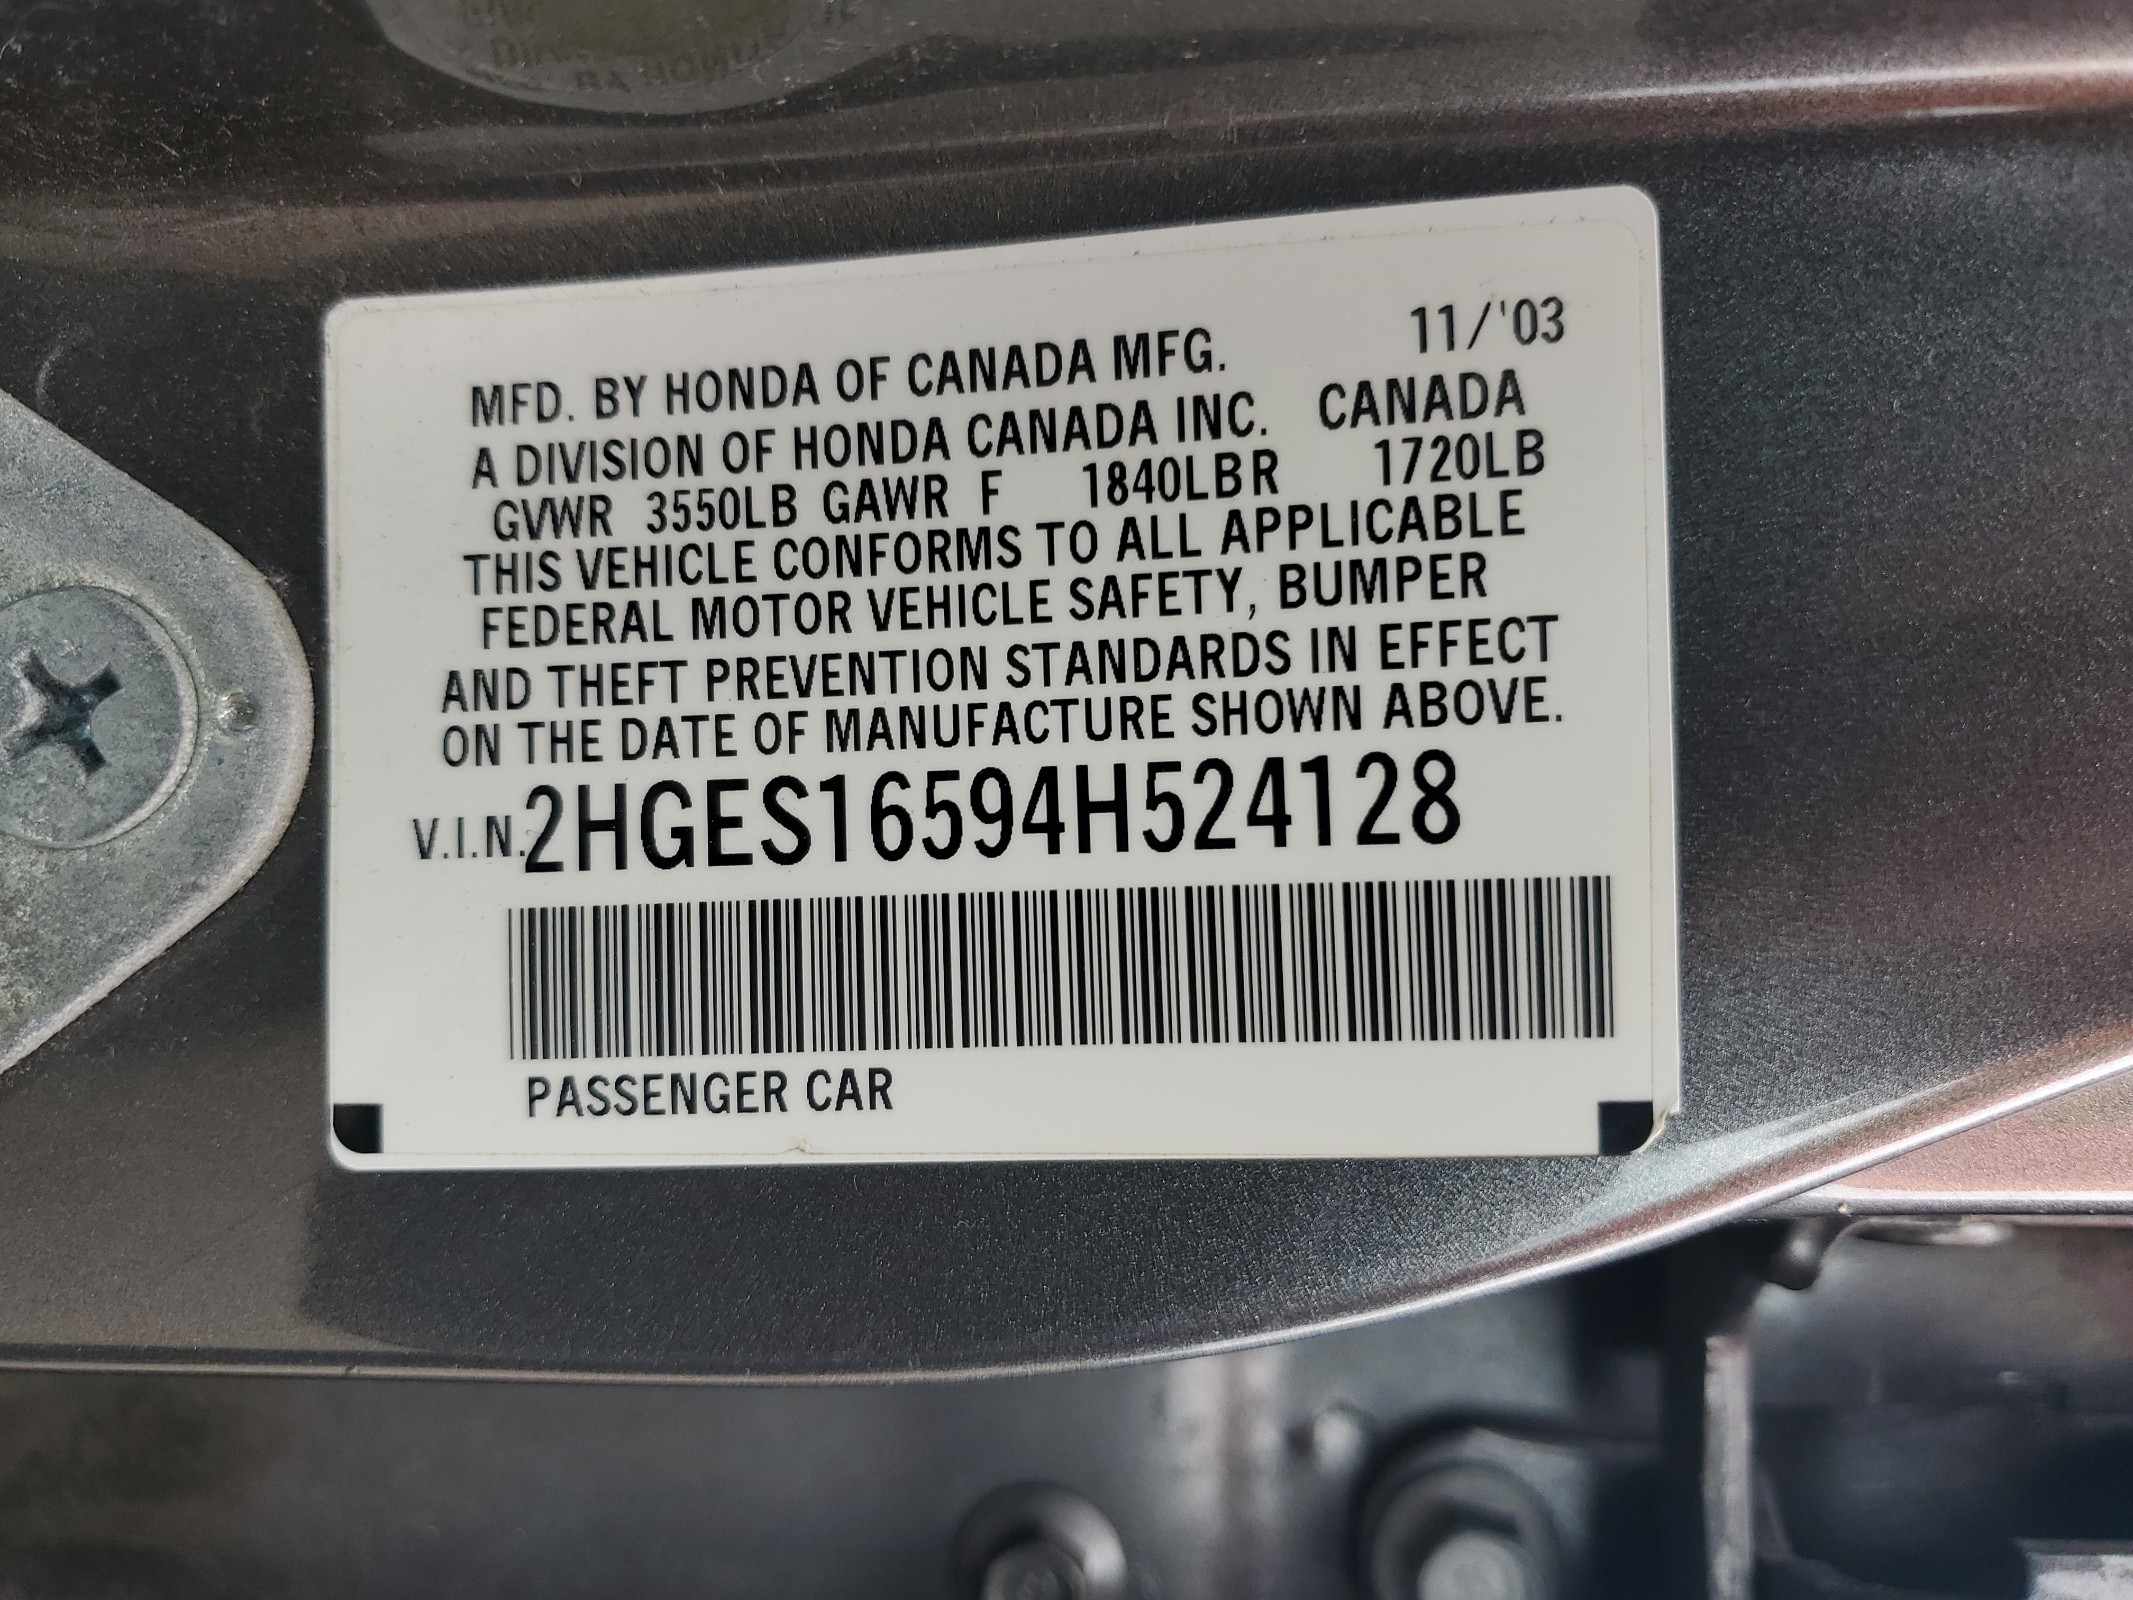 MFD. BY HONDA OF CANADA MFG. 11/'03
A DIVISION OF HONDA CANADA INC. CANADA
GVWR 3550LB GAWR F 1840LB R 1720LB
THIS VEHICLE CONFORMS TO ALL APPLICABLE
FEDERAL MOTOR VEHICLE SAFETY, BUMPER
AND THEFT PREVENTION STANDARDS IN EFFECT
ON THE DATE OF MANUFACTURE SHOWN ABOVE.
V.I.N. 2HGES16594H524128
PASSENGER CAR